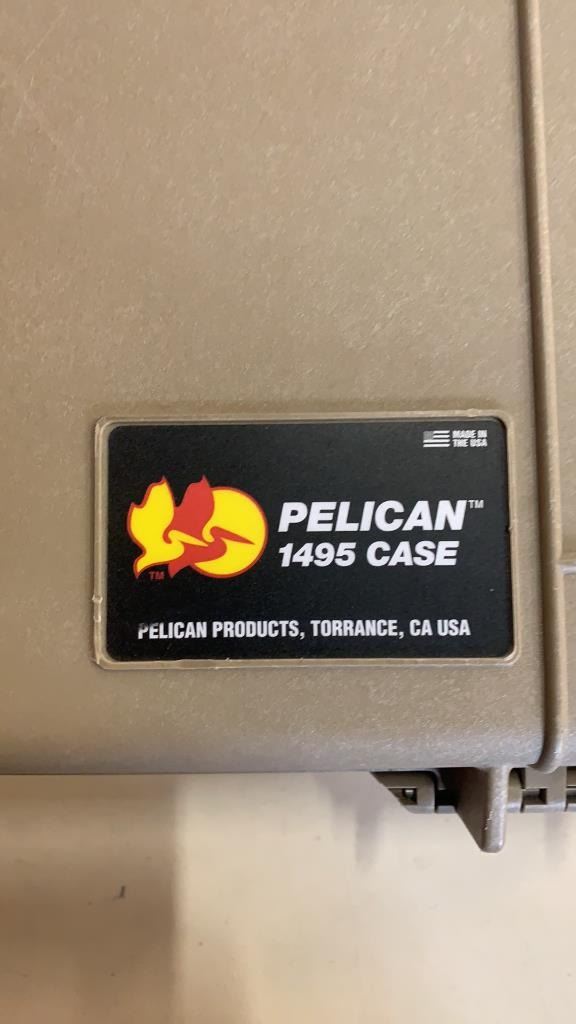 MADE IN
THE USA
PELICAN™
1495 CASE
TM
PELICAN PRODUCTS, TORRANCE, CA USA